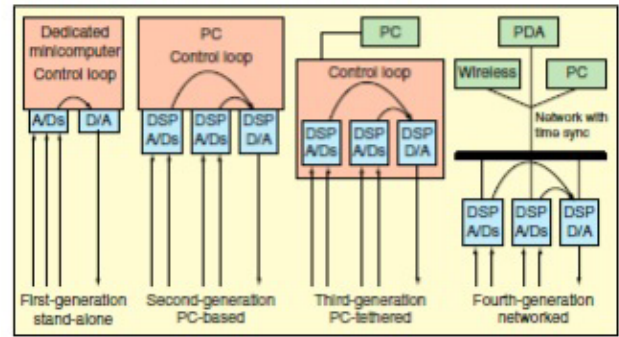 Dedicated
minicomputer
Control loop
A/Ds
D/A
First-generation
stand-alone
PC
Control loop
DSP
A/Ds
DSP
A/Ds
DSP
D/A
Second-generation
PC-based
PC
Control loop
DSP
A/Ds
DSP
A/Ds
DSP
D/A
Third-generation
PC-tethered
PDA
Wireless
PC
Network with
time sync
DSP
A/Ds
DSP
A/Ds
DSP
D/A
Fourth-generation
networked